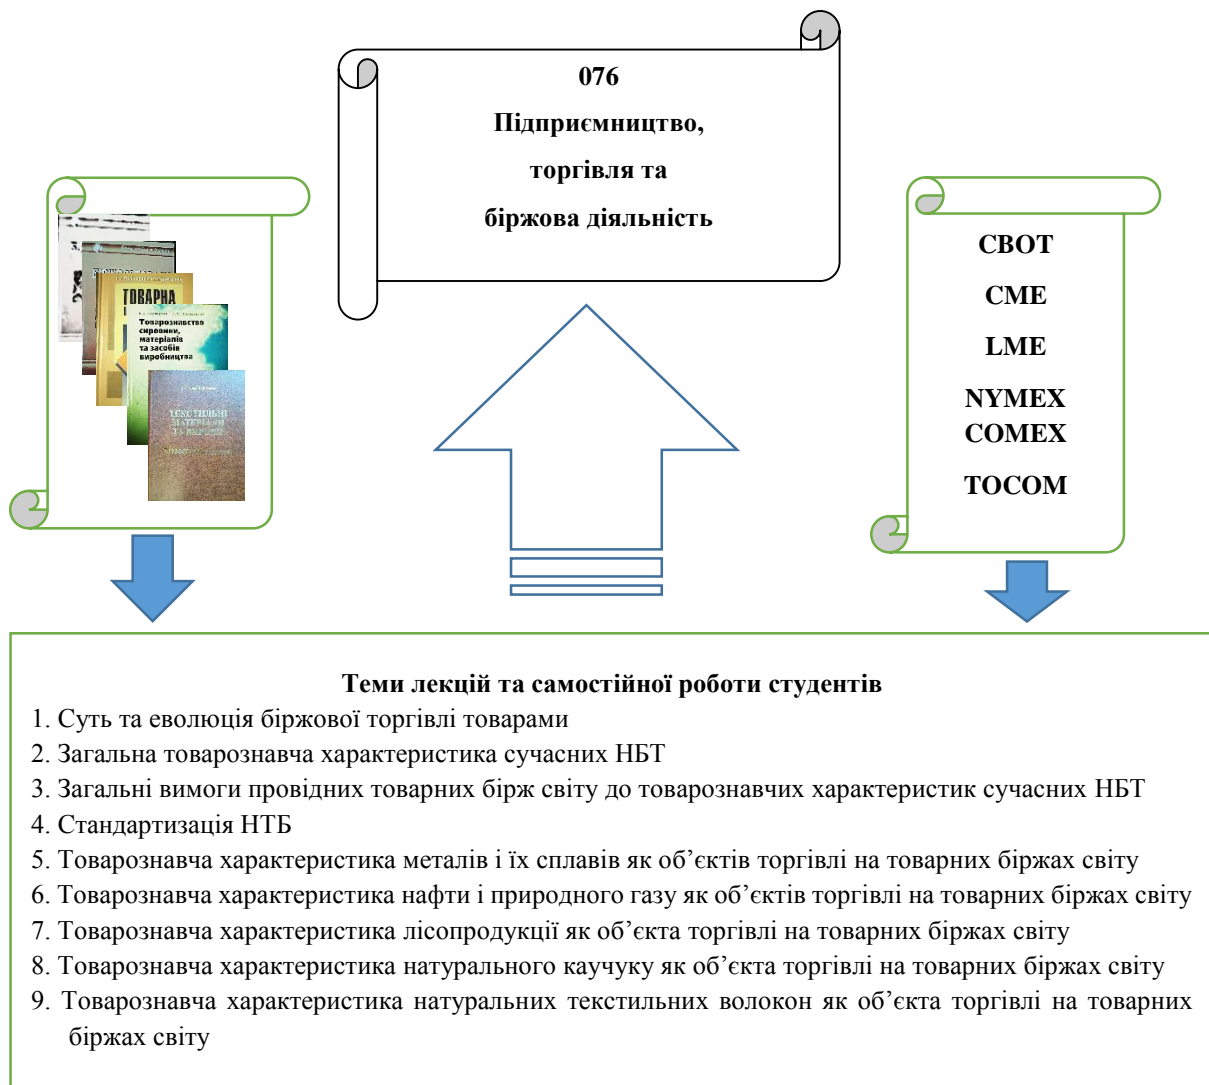 076
Підприємництво,
торгівля та
біржова діяльність
ТОВАРНА
Товарознавство
сировини,
матеріалів
та засобів
виробництва
ТЕКСТИЛЬНІ
МАТЕРІАЛИ
ТА ВИРОБИ
CBOT
CME
LME
NYMEX
COMEX
TOCOM
Теми лекцій та самостійної роботи студентів
1. Суть та еволюція біржової торгівлі товарами
2. Загальна товарознавча характеристика сучасних НБТ
3. Загальні вимоги провідних товарних бірж світу до товарознавчих характеристик сучасних НБТ
4. Стандартизація НТБ
5. Товарознавча характеристика металів і їх сплавів як об’єктів торгівлі на товарних біржах світу
6. Товарознавча характеристика нафти і природного газу як об’єктів торгівлі на товарних біржах світу
7. Товарознавча характеристика лісопродукції як об’єкта торгівлі на товарних біржах світу
8. Товарознавча характеристика натурального каучуку як об’єкта торгівлі на товарних біржах світу
9. Товарознавча характеристика натуральних текстильних волокон як об’єкта торгівлі на товарних
біржах світу